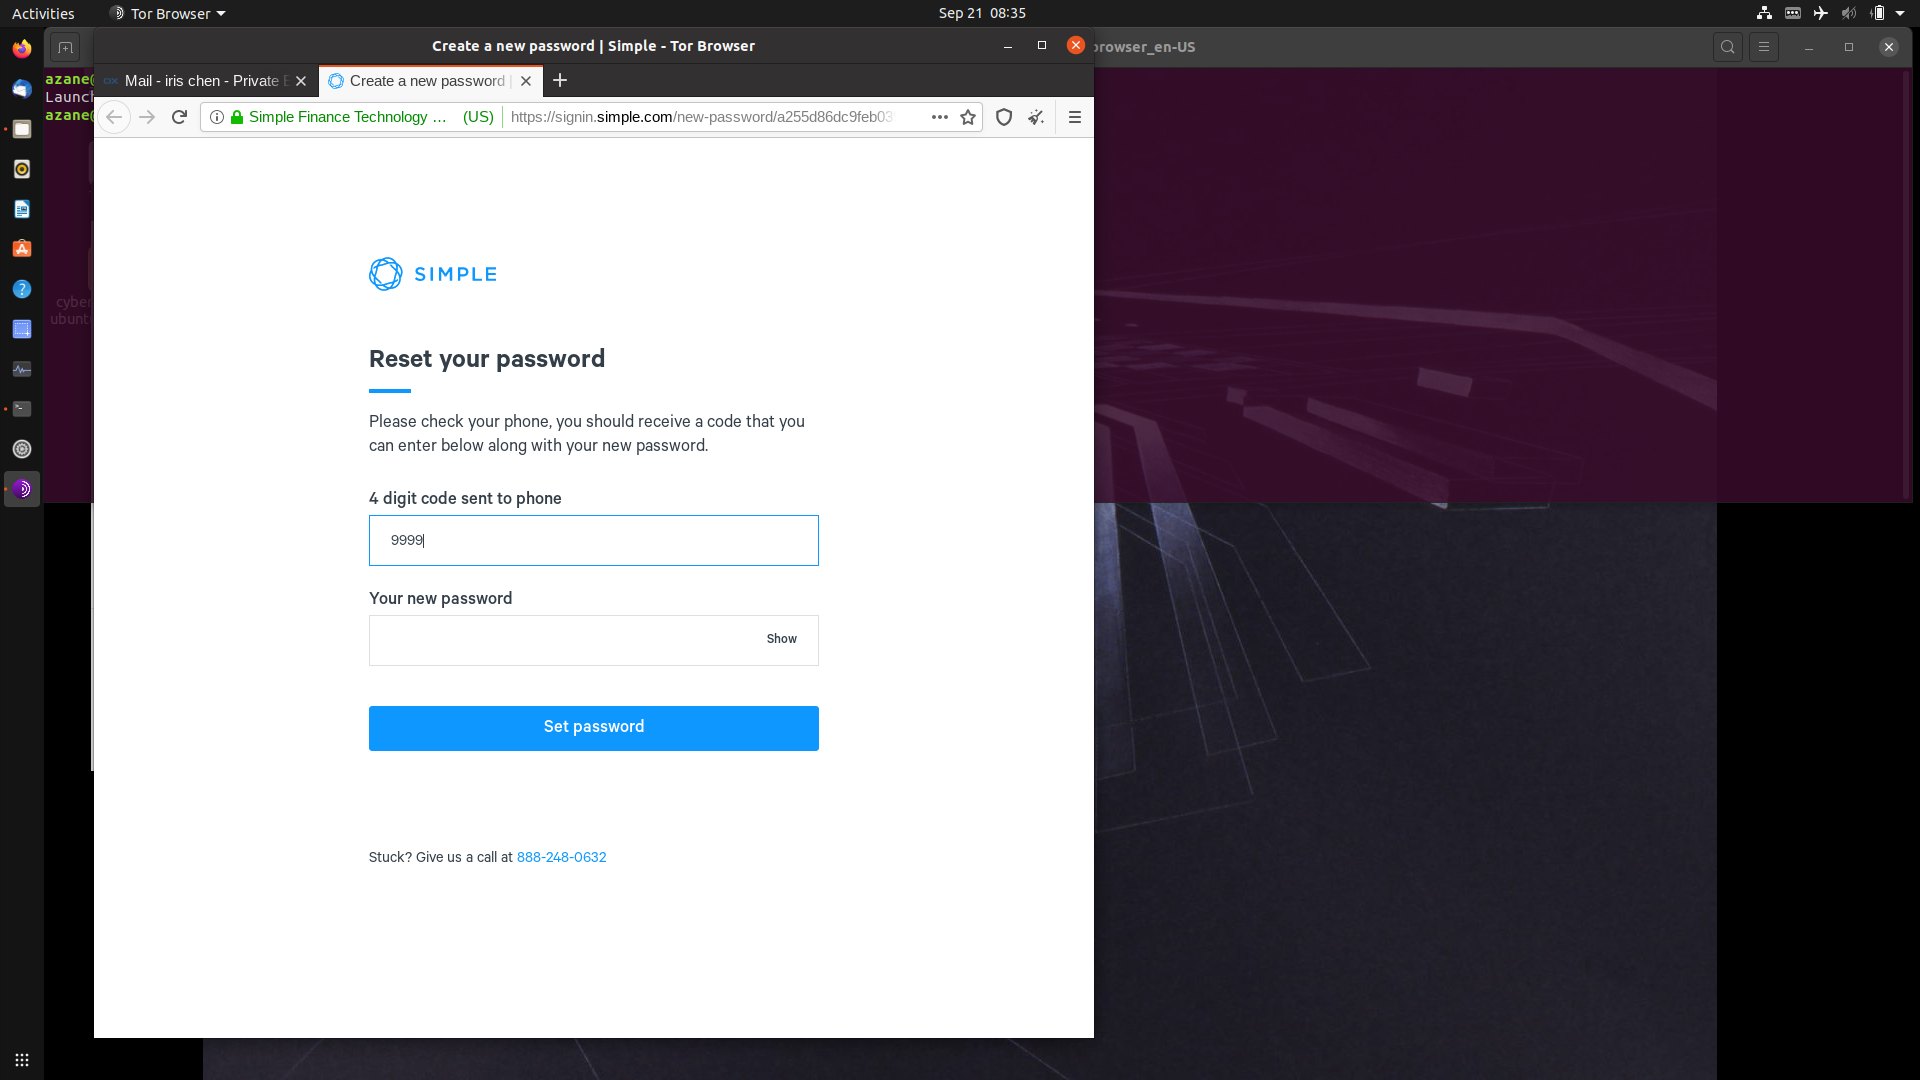 Activities
Tor Browser
Sep 21 08:35
Create a new password | Simple - Tor Browser
browser_en-US
Mail - iris chen - Private E
Create a new password |
Simple Finance Technology … (US)
https://signin.simple.com/new-password/a255d86dc9feb03
azane@
Launch
azane@
cyber
ubunt
SIMPLE
Reset your password
Please check your phone, you should receive a code that you
can enter below along with your new password.
4 digit code sent to phone
9999
Your new password
Show
Set password
Stuck? Give us a call at 888-248-0632